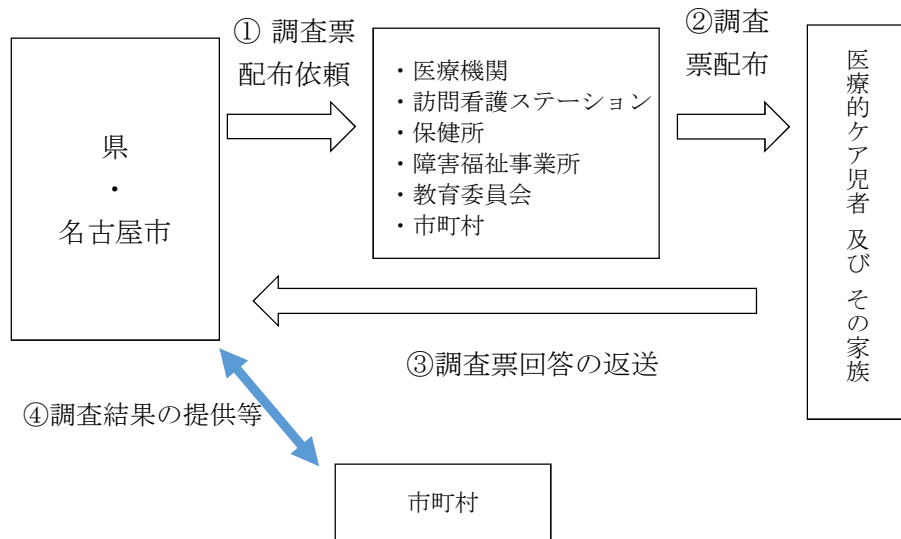 ① 調査票
配布依頼
②調査
票配布
県
・
名古屋市
・医療機関
・訪問看護ステーション
・保健所
・障害福祉事業所
・教育委員会
・市町村
医療的ケア児者 及び その家族
③調査票回答の返送
④調査結果の提供等
市町村